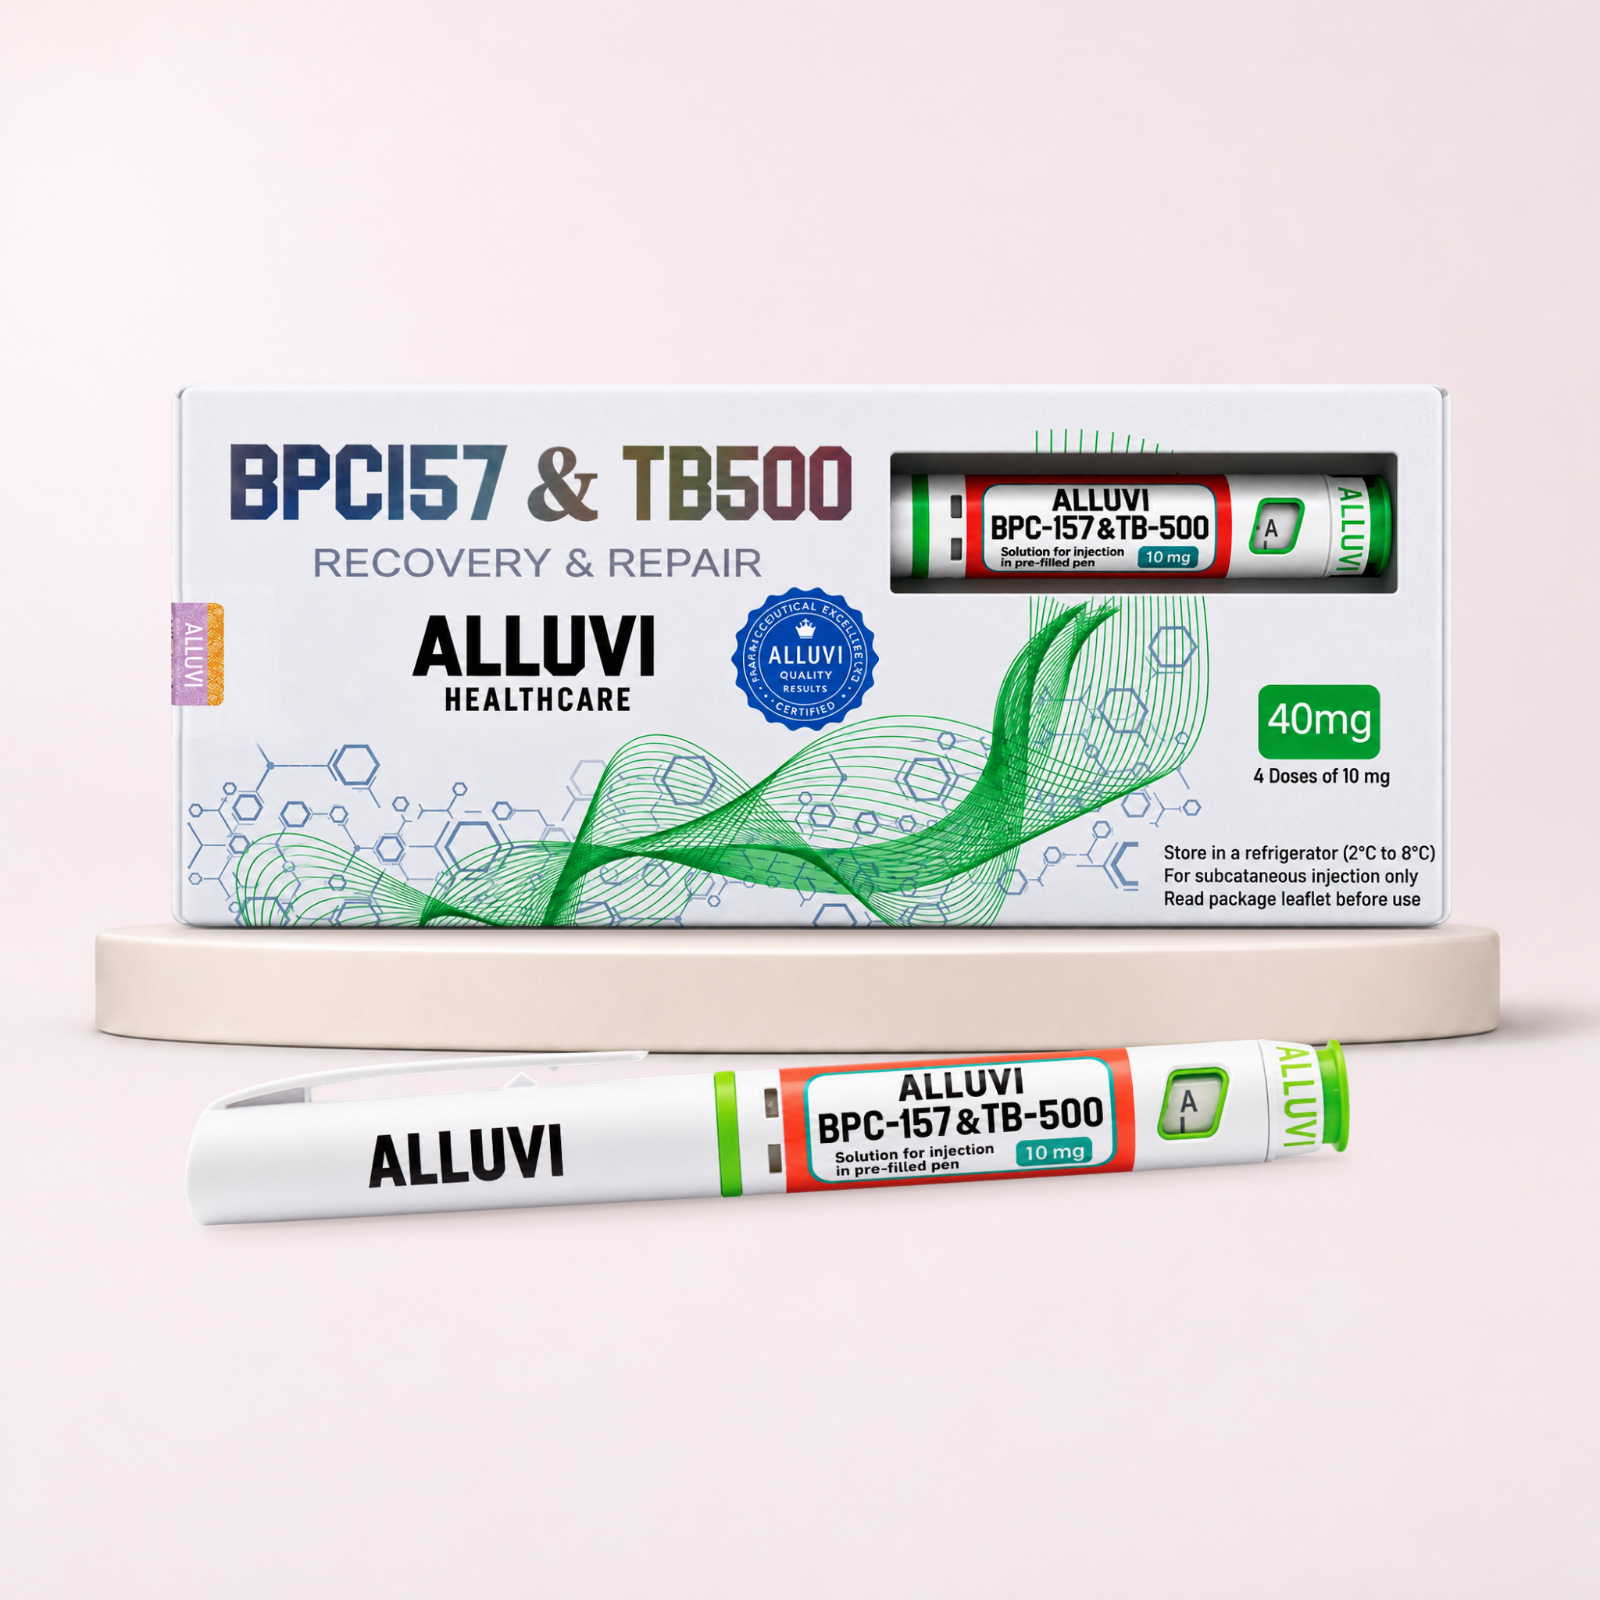 BPC157 & TB500
RECOVERY & REPAIR
ALLUVI
HEALTHCARE
ALLUVI
ALLUVI
QUALITY
RESULTS
CERTIFIED
ALLUVI
BPC-157 & TB-500
Solution for injection
in pre-filled pen
10 mg
A
ALLUVI
40mg
4 Doses of 10 mg
Store in a refrigerator (2°C to 8°C)
For subcataneous injection only
Read package leaflet before use
ALLUVI
ALLUVI
BPC-157 & TB-500
Solution for injection
in pre-filled pen
10 mg
A
ALLUVI